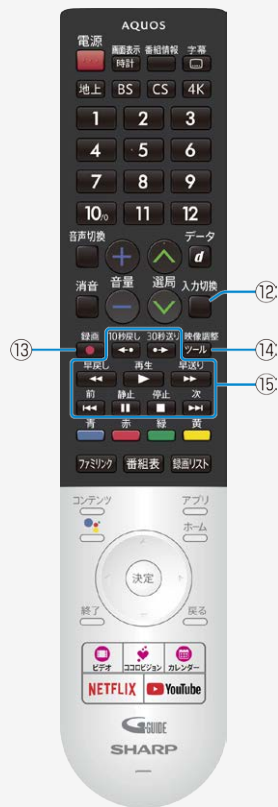 AQUOS
電源
画面表示 番組情報 字幕
時計
地上 BS CS 4K
1 2 3
4 5 6
7 8 9
10/0 11 12
音声切換 データ
d
消音 音量 選局 入力切換
⑫
⑬ 録画 10秒戻し 30秒送り 映像調整
ツール ⑭
早戻し 再生 早送り
⑮
前 静止 停止 次
青 赤 緑 黄
ファミリンク 番組表 録画リスト
コンテンツ アプリ
ホーム
決定
終了 戻る
ビデオ ココロビジョン カレンダー
NETFLIX YouTube
G-GUIDE
SHARP